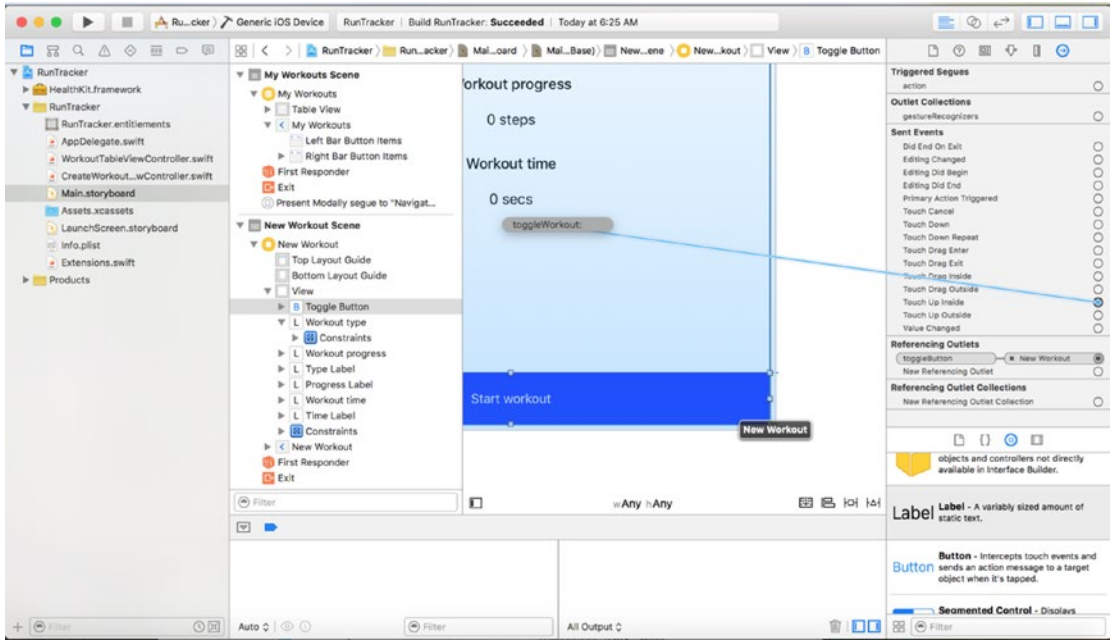 Ru...cker) Generic iOS Device RunTracker | Build RunTracker: Succeeded | Today at 6:25 AM
RunTracker Run...acker) Mai...oard Mai...Base) New...ene New...kout View B Toggle Button
RunTracker
HealthKit.framework
RunTracker
RunTracker.entitlements
AppDelegate.swift
WorkoutTableViewController.swift
CreateWorkout...wController.swift
Main.storyboard
Assets.xcassets
LaunchScreen.storyboard
Info.plist
Extensions.swift
Products
Filter
My Workouts Scene
My Workouts
Table View
My Workouts
Left Bar Button Items
Right Bar Button Items
First Responder
Exit
Present Modally segue to "Navigat...
New Workout Scene
New Workout
Top Layout Guide
Bottom Layout Guide
View
B Toggle Button
L Workout type
Constraints
L Workout progress
L Type Label
L Progress Label
L Workout time
L Time Label
Constraints
New Workout
First Responder
Exit
Filter
orkout progress
0 steps
Workout time
0 secs
toggleWorkout:
Start workout
New Workout
wAny hAny
Auto
Filter
All Output
Triggered Segues
action
Outlet Collections
gestureRecognizers
Sent Events
Did End On Exit
Editing Changed
Editing Did Begin
Editing Did End
Primary Action Triggered
Touch Cancel
Touch Down
Touch Down Repeat
Touch Drag Enter
Touch Drag Exit
Touch Drag Inside
Touch Drag Outside
Touch Up Inside
Touch Up Outside
Value Changed
Referencing Outlets
toggleButton New Workout
New Referencing Outlet
Referencing Outlet Collections
New Referencing Outlet Collection
objects and controllers not directly
available in Interface Builder.
Label Label - A variably sized amount of
static text.
Button Button - Intercepts touch events and
sends an action message to a target
object when it's tapped.
Segmented Control - Displays
Filter